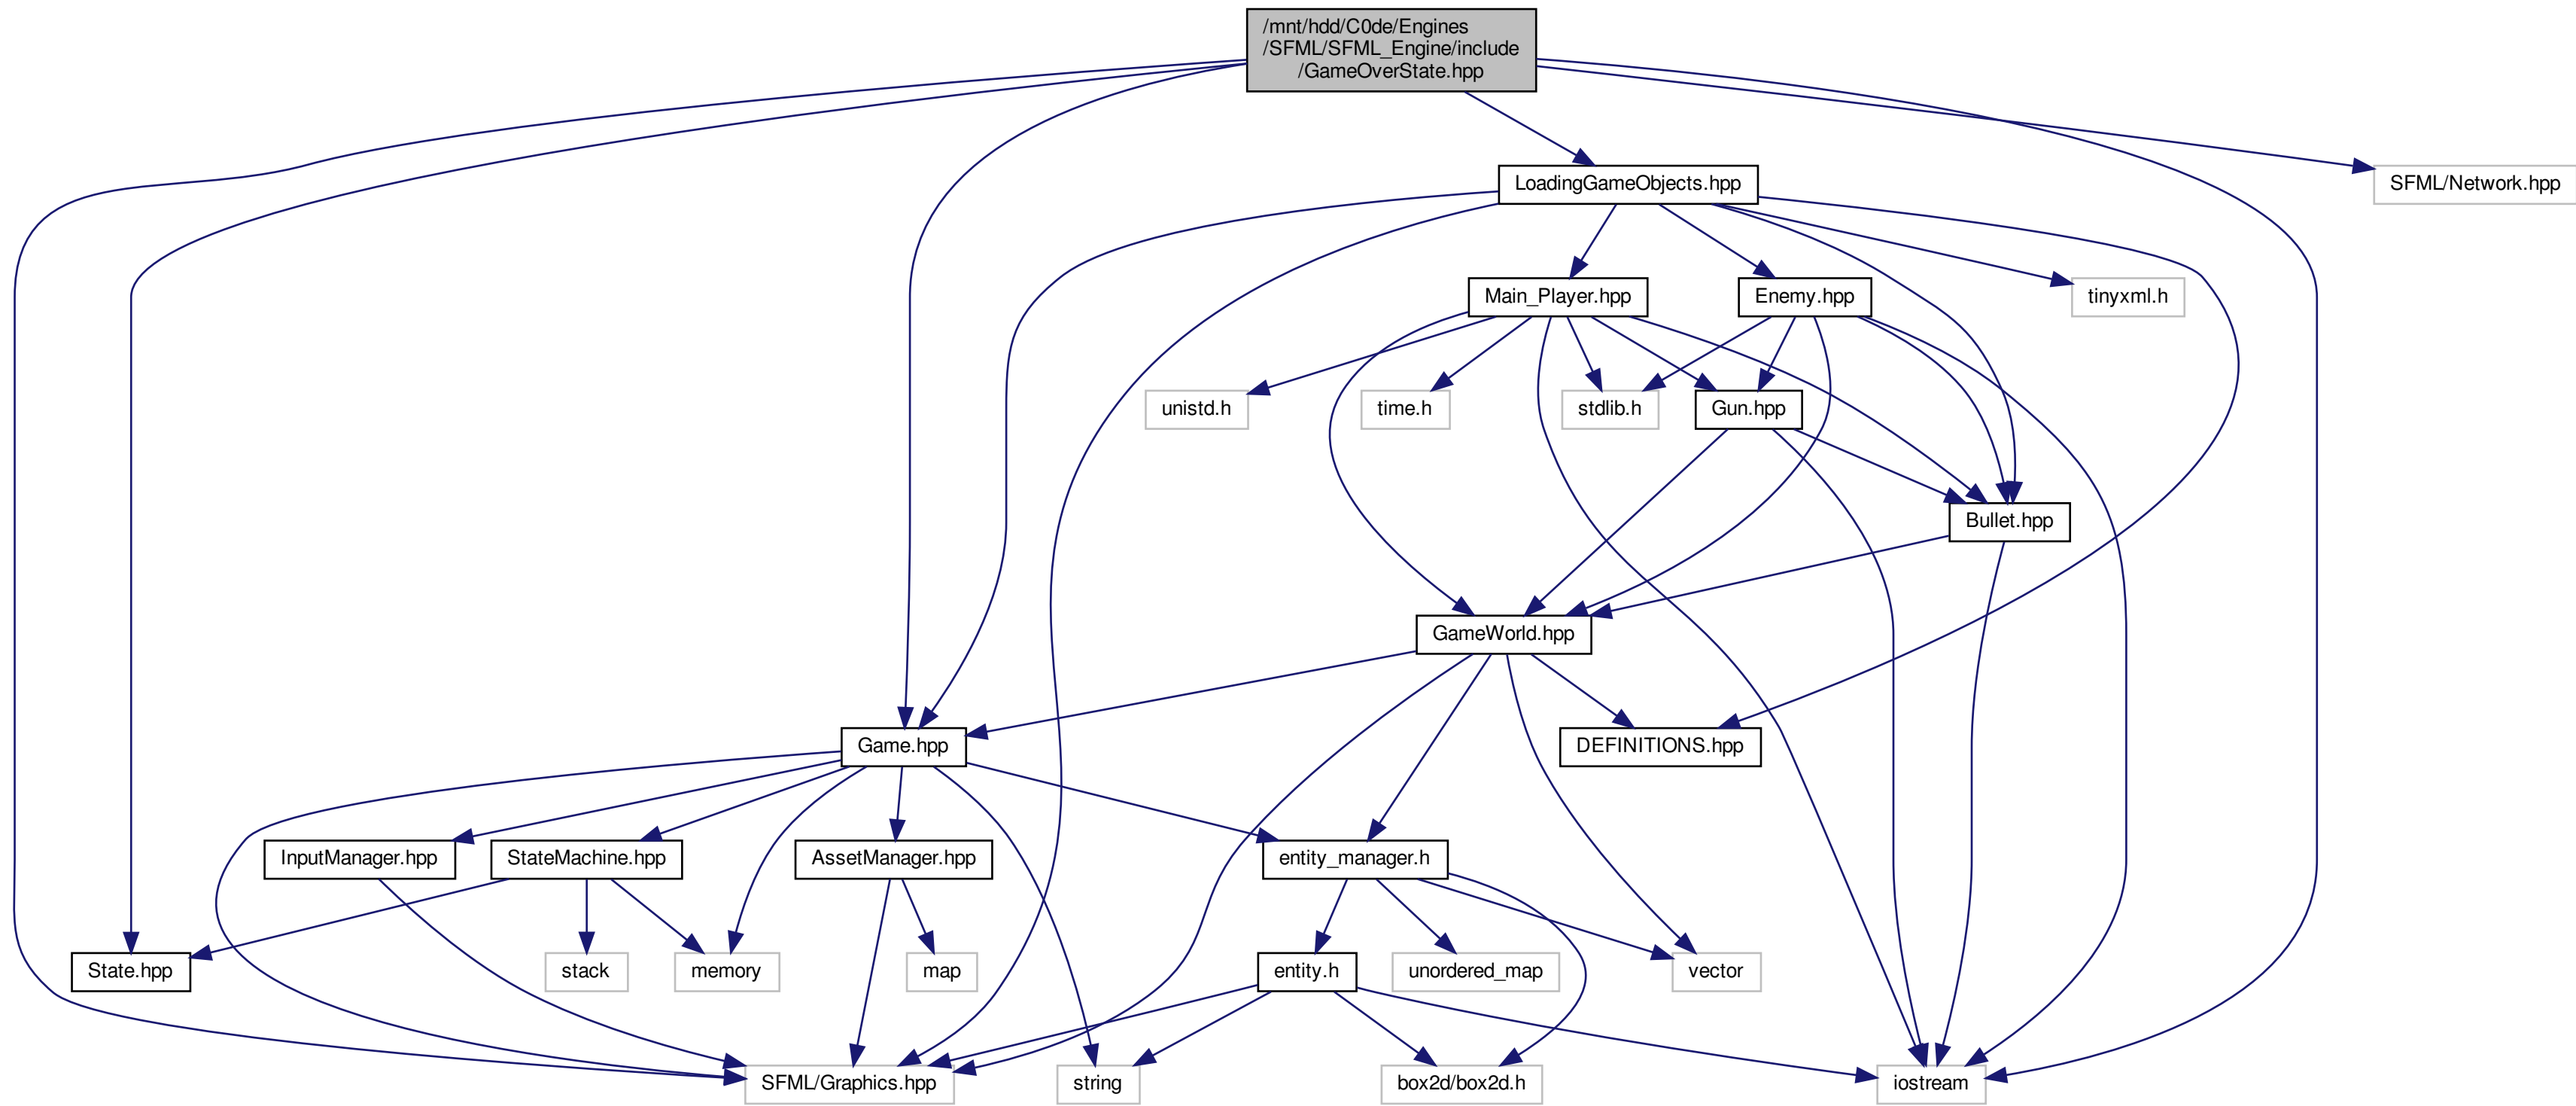 /mnt/hdd/C0de/Engines
/SFML/SFML_Engine/include
/GameOverState.hpp
LoadingGameObjects.hpp
SFML/Network.hpp
Main_Player.hpp
Enemy.hpp
tinyxml.h
unistd.h
time.h
stdlib.h
Gun.hpp
Bullet.hpp
GameWorld.hpp
Game.hpp
DEFINITIONS.hpp
InputManager.hpp
StateMachine.hpp
AssetManager.hpp
entity_manager.h
State.hpp
stack
memory
map
entity.h
unordered_map
vector
SFML/Graphics.hpp
string
box2d/box2d.h
iostream